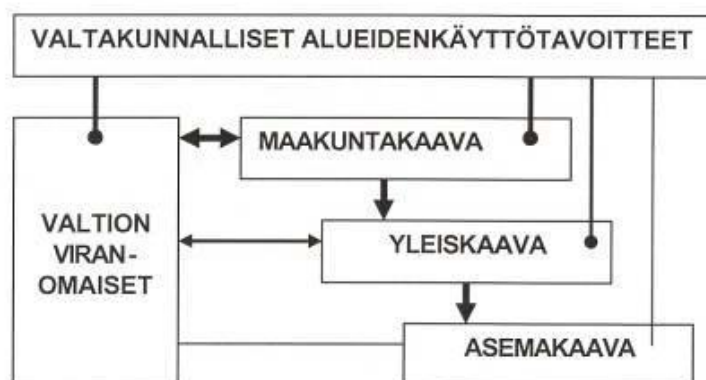 VALTAKUNNALLISET ALUEIDENKÄYTTÖTAVOITTEET
MAAKUNTAKAAVA
VALTION
VIRAN-
OMAISET
YLEISKAAVA
ASEMAKAAVA